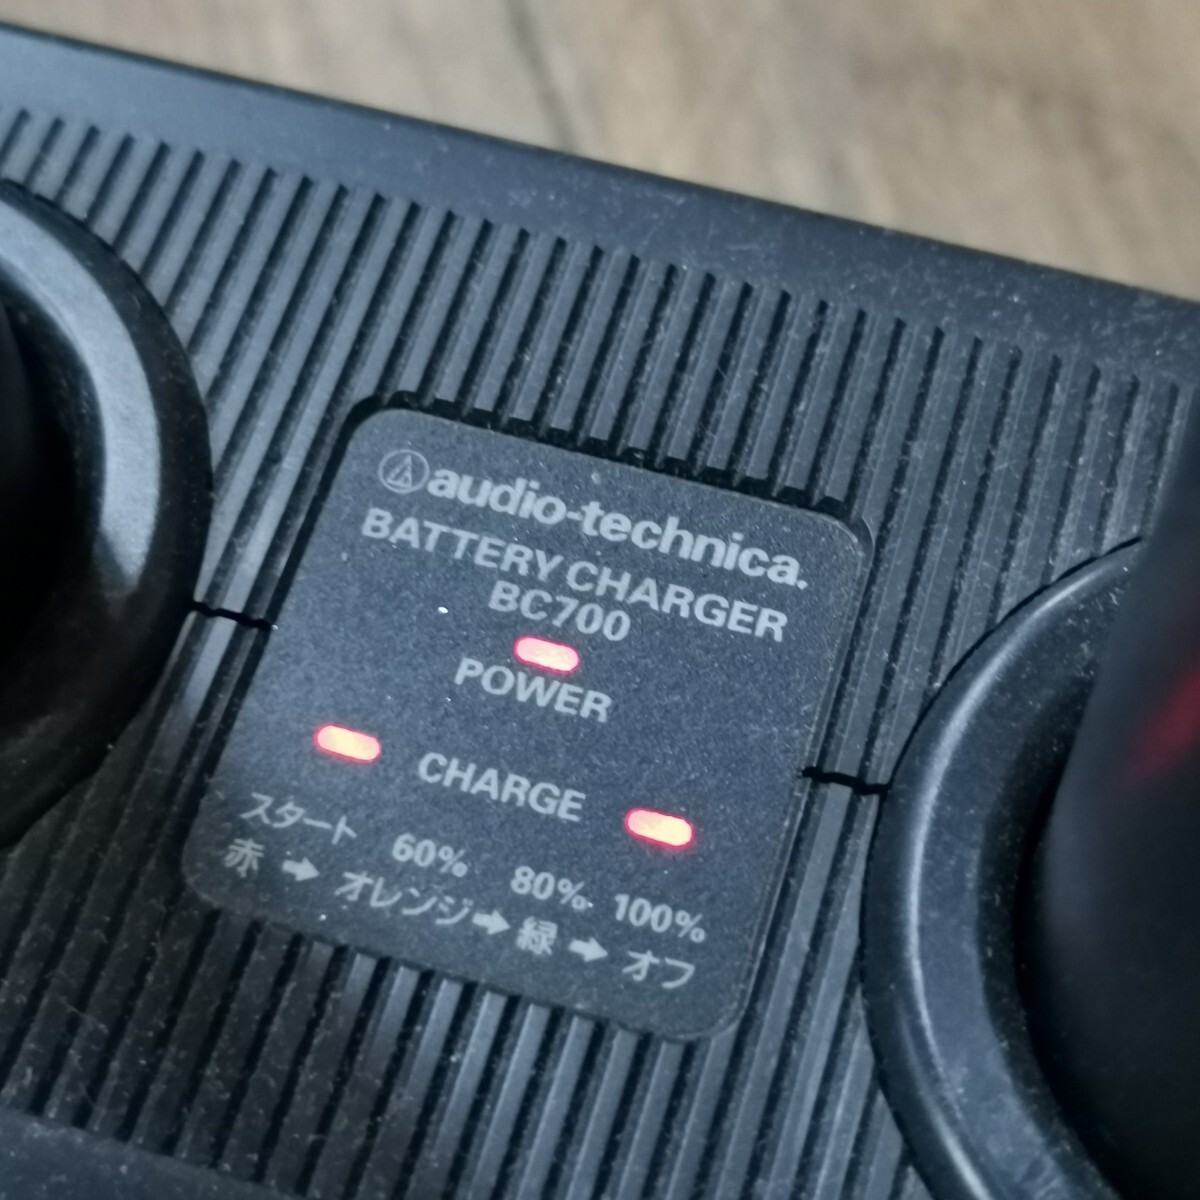 audio-technica.
BATTERY CHARGER
BC700
POWER
CHARGE
スタート 60% 80% 100%
赤 ➡ オレンジ ➡ 緑 ➡ オフ